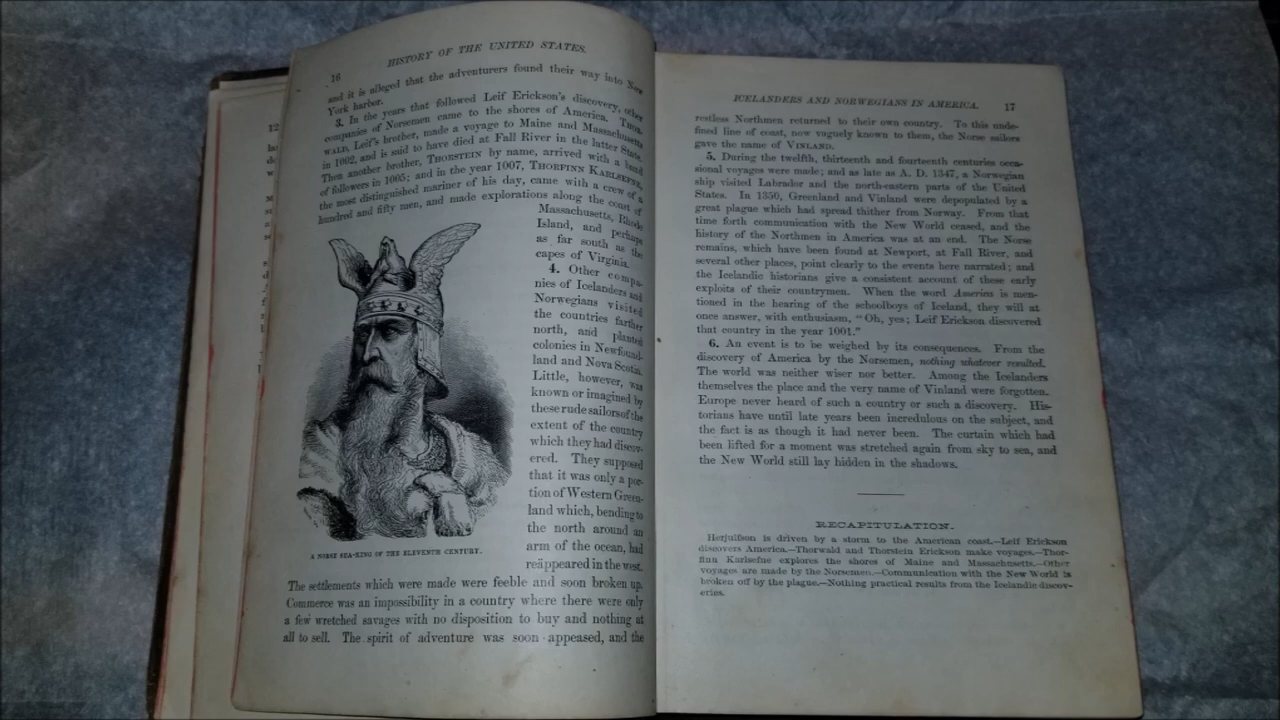 16
HISTORY OF THE UNITED STATES.
and it is alleged that the adventurers found their way into New
York harbor.
3. In the years that followed Leif Erickson's discovery, other
companies of Norsemen came to the shores of America. THOR-
WALD, Leif's brother, made a voyage to Maine and Massachusetts
in 1002, and is said to have died at Fall River in the latter State.
Then another brother, THORSTEIN by name, arrived with a band
of followers in 1005; and in the year 1007, THORFINN KARLSEFNE,
the most distinguished mariner of his day, came with a crew of a
hundred and fifty men, and made explorations along the coast of
Massachusetts, Rhode
Island, and perhaps
as far south as the
capes of Virginia.
4. Other compa-
nies of Icelanders and
Norwegians visited
the countries farther
north, and planted
colonies in Newfound-
land and Nova Scotia.
Little, however, was
known or imagined by
these rude sailors of the
extent of the country
which they had discov-
ered. They supposed
that it was only a por-
tion of Western Green-
land which, bending to
the north around an
arm of the ocean, had
reäppeared in the west.
A NORSE SEA-KING OF THE ELEVENTH CENTURY.
The settlements which were made were feeble and soon broken up.
Commerce was an impossibility in a country where there were only
a few wretched savages with no disposition to buy and nothing at
all to sell. The spirit of adventure was soon appeased, and the
ICELANDERS AND NORWEGIANS IN AMERICA.
17
restless Northmen returned to their own country. To this unde-
fined line of coast, now vaguely known to them, the Norse sailors
gave the name of VINLAND.
5. During the twelfth, thirteenth and fourteenth centuries occa-
sional voyages were made; and as late as A. D. 1347, a Norwegian
ship visited Labrador and the north-eastern parts of the United
States. In 1350, Greenland and Vinland were depopulated by a
great plague which had spread thither from Norway. From that
time forth communication with the New World ceased, and the
history of the Northmen in America was at an end. The Norse
remains, which have been found at Newport, at Fall River, and
several other places, point clearly to the events here narrated; and
the Icelandic historians give a consistent account of these early
exploits of their countrymen. When the word America is men-
tioned in the hearing of the schoolboys of Iceland, they will at
once answer, with enthusiasm, "Oh, yes; Leif Erickson discovered
that country in the year 1001."
6. An event is to be weighed by its consequences. From the
discovery of America by the Norsemen, nothing whatever resulted.
The world was neither wiser nor better. Among the Icelanders
themselves the place and the very name of Vinland were forgotten.
Europe never heard of such a country or such a discovery. His-
torians have until late years been incredulous on the subject, and
the fact is as though it had never been. The curtain which had
been lifted for a moment was stretched again from sky to sea, and
the New World still lay hidden in the shadows.
RECAPITULATION.
Herjulfson is driven by a storm to the American coast.—Leif Erickson
discovers America.—Thorwald and Thorstein Erickson make voyages.—Thor-
finn Karlsefne explores the shores of Maine and Massachusetts.—Other
voyages are made by the Norsemen.—Communication with the New World is
broken off by the plague.—Nothing practical results from the Icelandic discov-
eries.